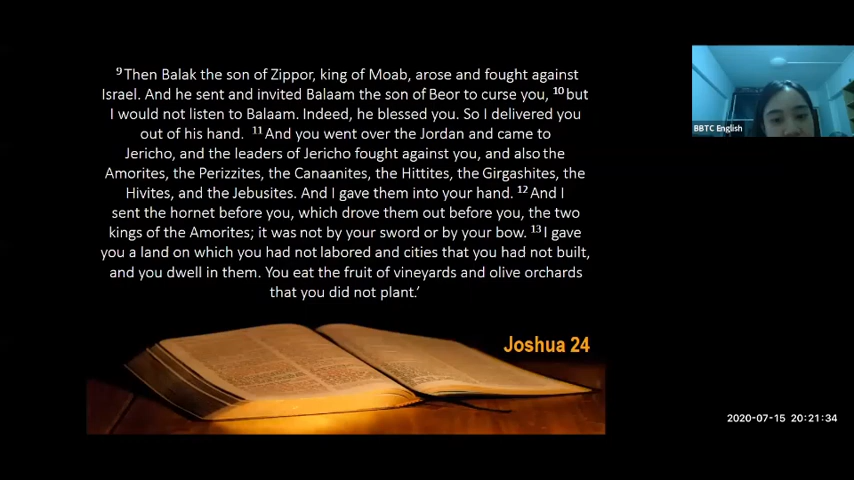 ⁹Then Balak the son of Zippor, king of Moab, arose and fought against
Israel. And he sent and invited Balaam the son of Beor to curse you, ¹⁰ but
I would not listen to Balaam. Indeed, he blessed you. So I delivered you
out of his hand. ¹¹ And you went over the Jordan and came to
Jericho, and the leaders of Jericho fought against you, and also the
Amorites, the Perizzites, the Canaanites, the Hittites, the Girgashites, the
Hivites, and the Jebusites. And I gave them into your hand. ¹² And I
sent the hornet before you, which drove them out before you, the two
kings of the Amorites; it was not by your sword or by your bow. ¹³ I gave
you a land on which you had not labored and cities that you had not built,
and you dwell in them. You eat the fruit of vineyards and olive orchards
that you did not plant.’
Joshua 24
BBTC English
2020-07-15 20:21:34